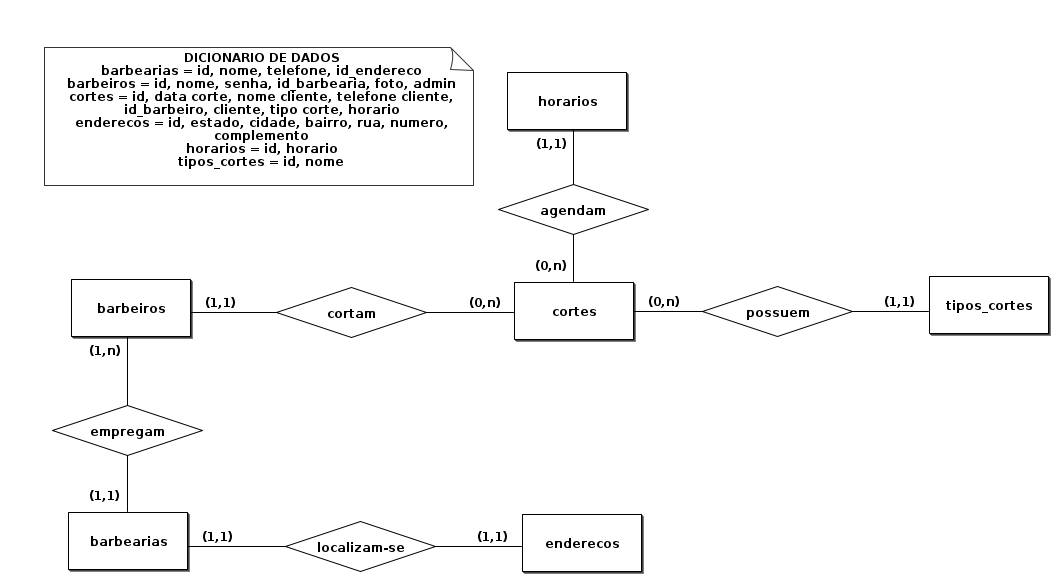 DICIONARIO DE DADOS
barbearias = id, nome, telefone, id_endereco
barbeiros = id, nome, senha, id_barbearia, foto, admin
cortes = id, data corte, nome cliente, telefone cliente,
id_barbeiro, cliente, tipo corte, horario
enderecos = id, estado, cidade, bairro, rua, numero,
complemento
horarios = id, horario
tipos_cortes = id, nome
horarios
(1,1)
agendam
(0,n)
barbeiros
(1,1)
cortam
(0,n)
cortes
(0,n)
possuem
(1,1)
tipos_cortes
(1,n)
empregam
(1,1)
barbearias
(1,1)
localizam-se
(1,1)
enderecos